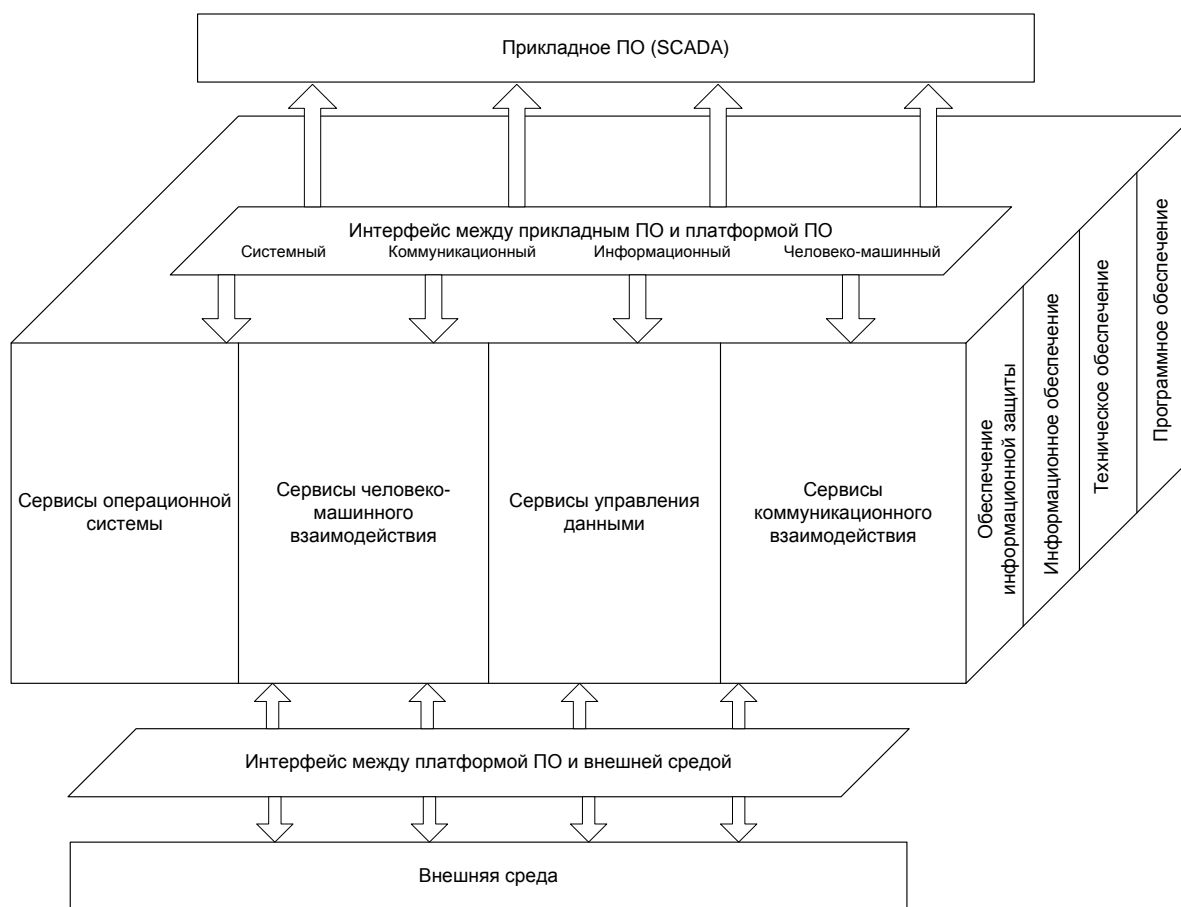 Прикладное ПО (SCADA)
Интерфейс между прикладным ПО и платформой ПО
Системный Коммуникационный Информационный Человеко-машинный
Сервисы операционной
системы
Сервисы человеко-
машинного
взаимодействия
Сервисы управления
данными
Сервисы
коммуникационного
взаимодействия
Обеспечение
информационной защиты
Информационное обеспечение
Техническое обеспечение
Программное обеспечение
Интерфейс между платформой ПО и внешней средой
Внешняя среда